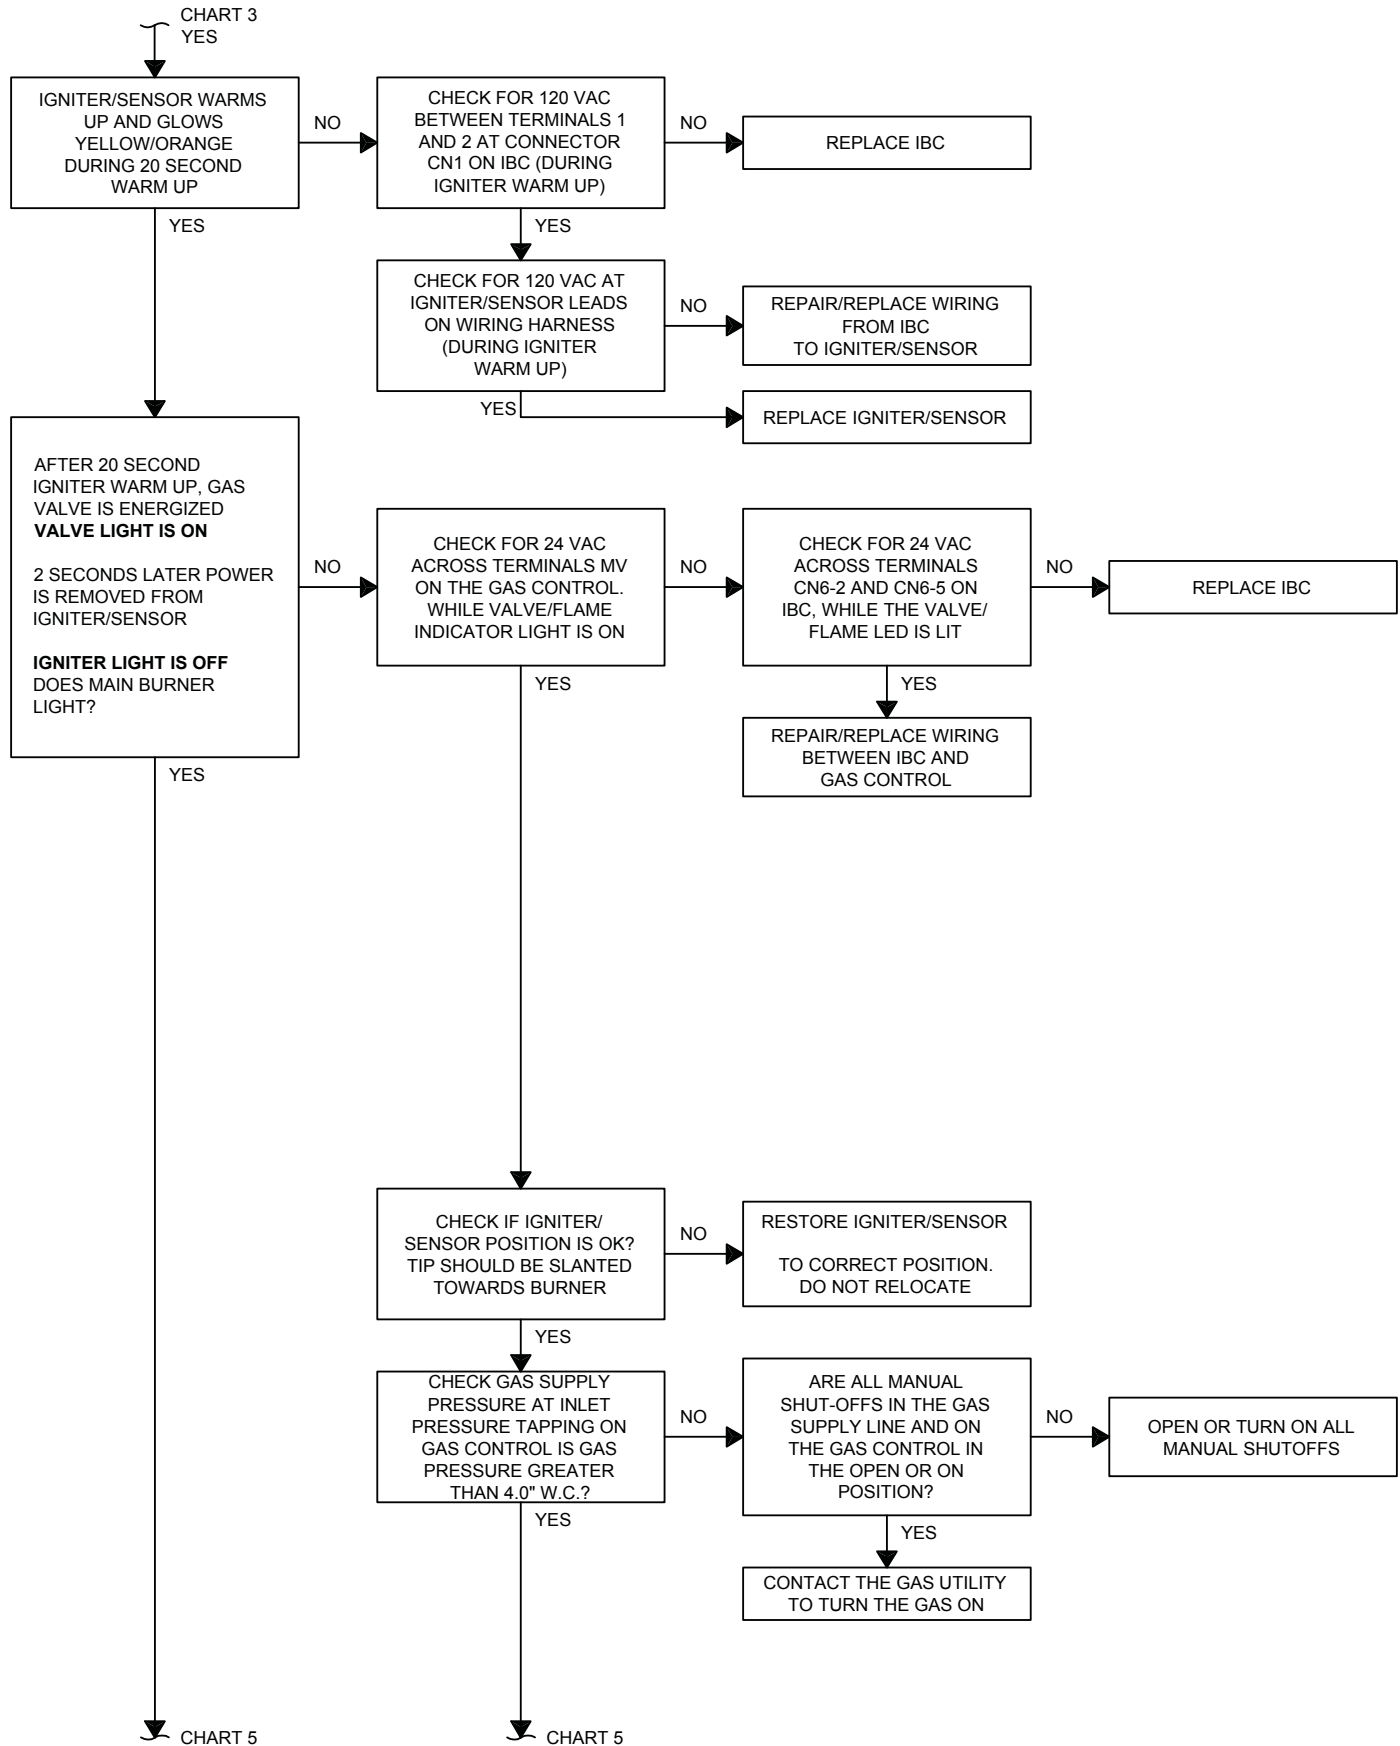 CHART 3
YES
IGNITER/SENSOR WARMS
UP AND GLOWS
YELLOW/ORANGE
DURING 20 SECOND
WARM UP
NO
CHECK FOR 120 VAC
BETWEEN TERMINALS 1
AND 2 AT CONNECTOR
CN1 ON IBC (DURING
IGNITER WARM UP)
NO
REPLACE IBC
YES
YES
CHECK FOR 120 VAC AT
IGNITER/SENSOR LEADS
ON WIRING HARNESS
(DURING IGNITER
WARM UP)
NO
REPAIR/REPLACE WIRING
FROM IBC
TO IGNITER/SENSOR
YES
REPLACE IGNITER/SENSOR
AFTER 20 SECOND
IGNITER WARM UP, GAS
VALVE IS ENERGIZED
VALVE LIGHT IS ON
2 SECONDS LATER POWER
IS REMOVED FROM
IGNITER/SENSOR
IGNITER LIGHT IS OFF
DOES MAIN BURNER
LIGHT?
NO
CHECK FOR 24 VAC
ACROSS TERMINALS MV
ON THE GAS CONTROL.
WHILE VALVE/FLAME
INDICATOR LIGHT IS ON
NO
CHECK FOR 24 VAC
ACROSS TERMINALS
CN6-2 AND CN6-5 ON
IBC, WHILE THE VALVE/
FLAME LED IS LIT
NO
REPLACE IBC
YES
YES
REPAIR/REPLACE WIRING
BETWEEN IBC AND
GAS CONTROL
YES
CHECK IF IGNITER/
SENSOR POSITION IS OK?
TIP SHOULD BE SLANTED
TOWARDS BURNER
NO
RESTORE IGNITER/SENSOR
TO CORRECT POSITION.
DO NOT RELOCATE
YES
CHECK GAS SUPPLY
PRESSURE AT INLET
PRESSURE TAPPING ON
GAS CONTROL IS GAS
PRESSURE GREATER
THAN 4.0" W.C.?
NO
ARE ALL MANUAL
SHUT-OFFS IN THE GAS
SUPPLY LINE AND ON
THE GAS CONTROL IN
THE OPEN OR ON
POSITION?
NO
OPEN OR TURN ON ALL
MANUAL SHUTOFFS
YES
YES
CONTACT THE GAS UTILITY
TO TURN THE GAS ON
CHART 5
CHART 5